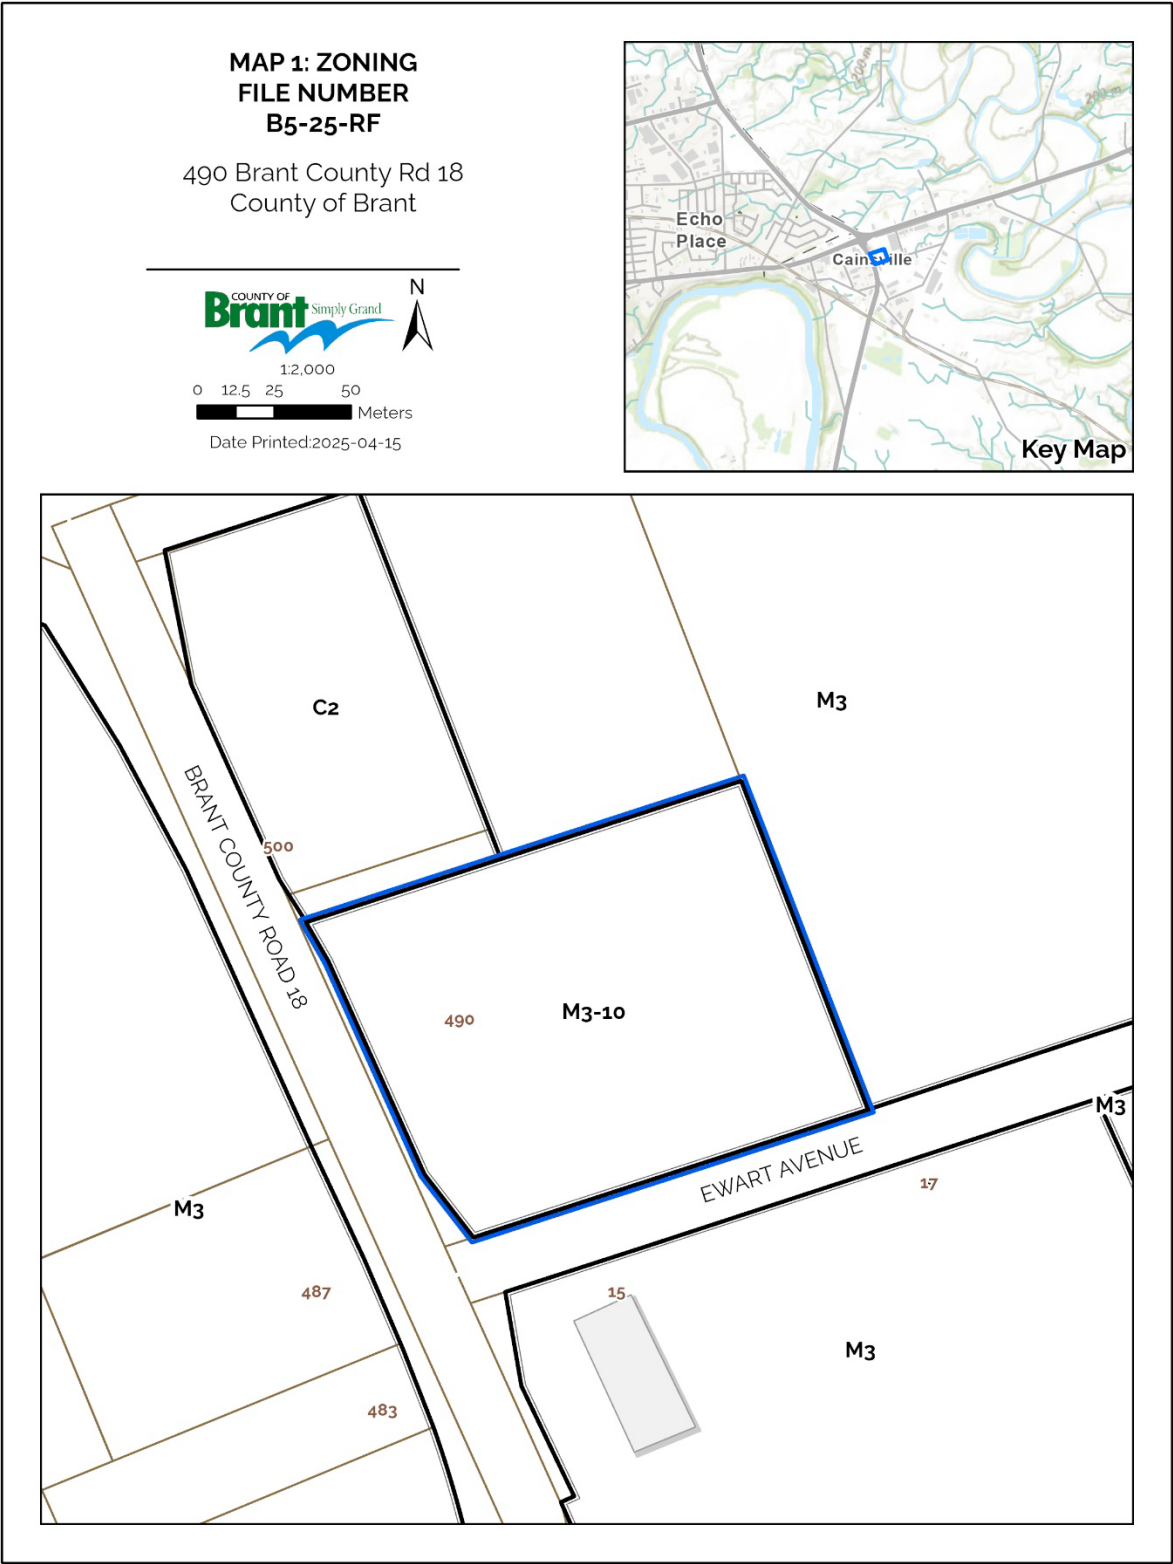 MAP 1: ZONING
FILE NUMBER
B5-25-RF
490 Brant County Rd 18
County of Brant
COUNTY OF
Brant Simply Grand
N
1:2,000
0 12.5 25 50
Meters
Date Printed:2025-04-15
200 m
200 m
Echo
Place
Cainsville
Key Map
C2
M3
BRANT COUNTY ROAD 18
500
490
M3-10
M3
EWART AVENUE
17
M3
487
15
M3
483